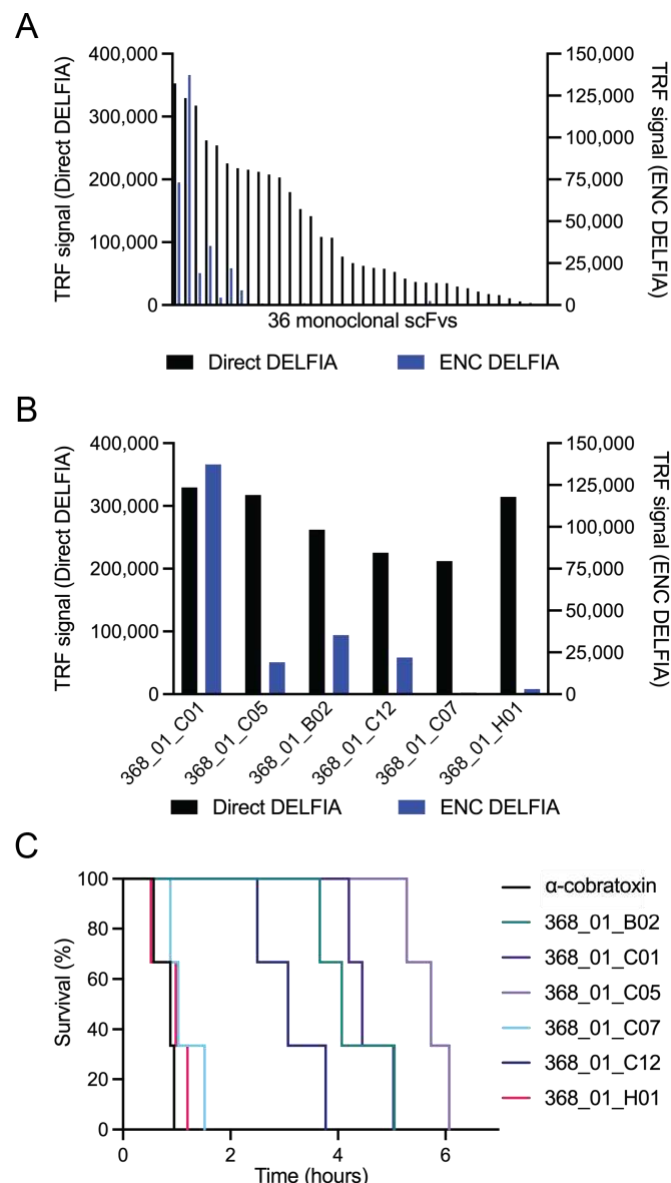 A
TRF signal (Direct DELFIA)
400,000
300,000
200,000
100,000
0
150,000
125,000
100,000
75,000
50,000
25,000
0
TRF signal (ENC DELFIA)
36 monoclonal scFvs
Direct DELFIA
ENC DELFIA
B
TRF signal (Direct DELFIA)
400,000
300,000
200,000
100,000
0
150,000
125,000
100,000
75,000
50,000
25,000
0
TRF signal (ENC DELFIA)
368_01_C01
368_01_C05
368_01_B02
368_01_C12
368_01_C07
368_01_H01
Direct DELFIA
ENC DELFIA
C
Survival (%)
100
80
60
40
20
0
0
2
4
6
Time (hours)
α-cobratoxin
368_01_B02
368_01_C01
368_01_C05
368_01_C07
368_01_C12
368_01_H01